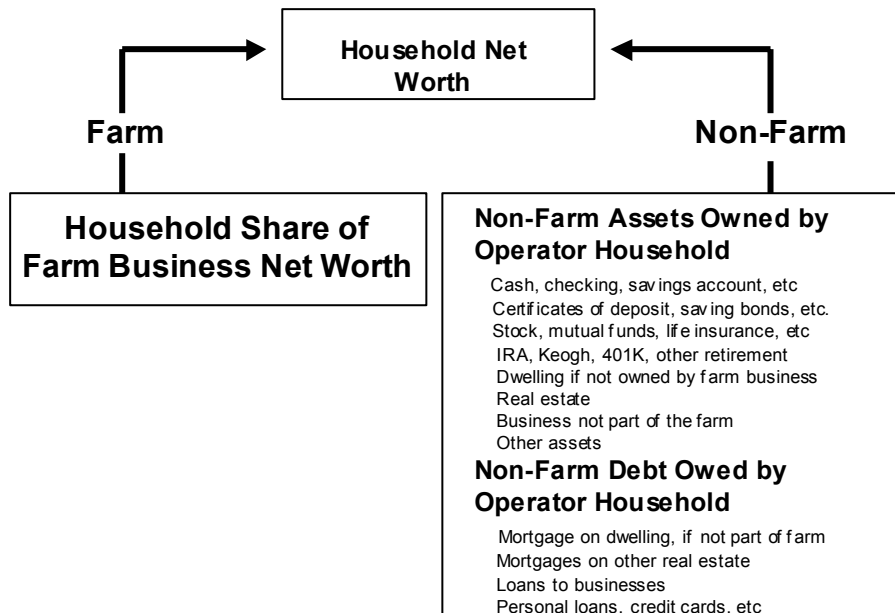 Household Net
Worth
Farm
Non-Farm
Household Share of
Farm Business Net Worth
Non-Farm Assets Owned by
Operator Household
Cash, checking, savings account, etc
Certificates of deposit, saving bonds, etc.
Stock, mutual funds, life insurance, etc
IRA, Keogh, 401K, other retirement
Dwelling if not owned by farm business
Real estate
Business not part of the farm
Other assets
Non-Farm Debt Owed by
Operator Household
Mortgage on dwelling, if not part of farm
Mortgages on other real estate
Loans to businesses
Personal loans, credit cards, etc